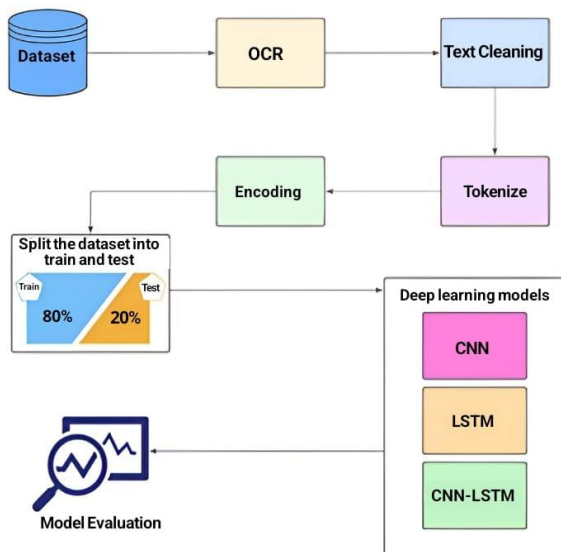 Dataset
OCR
Text Cleaning
Tokenize
Encoding
Split the dataset into
train and test
Train
Test
80%
20%
Deep learning models
CNN
LSTM
CNN-LSTM
Model Evaluation